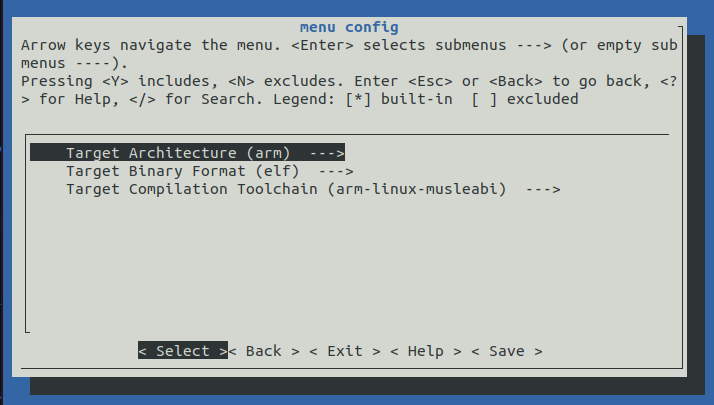 menu config
Arrow keys navigate the menu. <Enter> selects submenus ---> (or empty sub
menus ----).
Pressing <Y> includes, <N> excludes. Enter <Esc> or <Back> to go back, <?
> for Help, </> for Search. Legend: [*] built-in  [ ] excluded
Target Architecture (arm)  --->
Target Binary Format (elf)  --->
Target Compilation Toolchain (arm-linux-musleabi)  --->
< Select >< Back > < Exit > < Help > < Save >